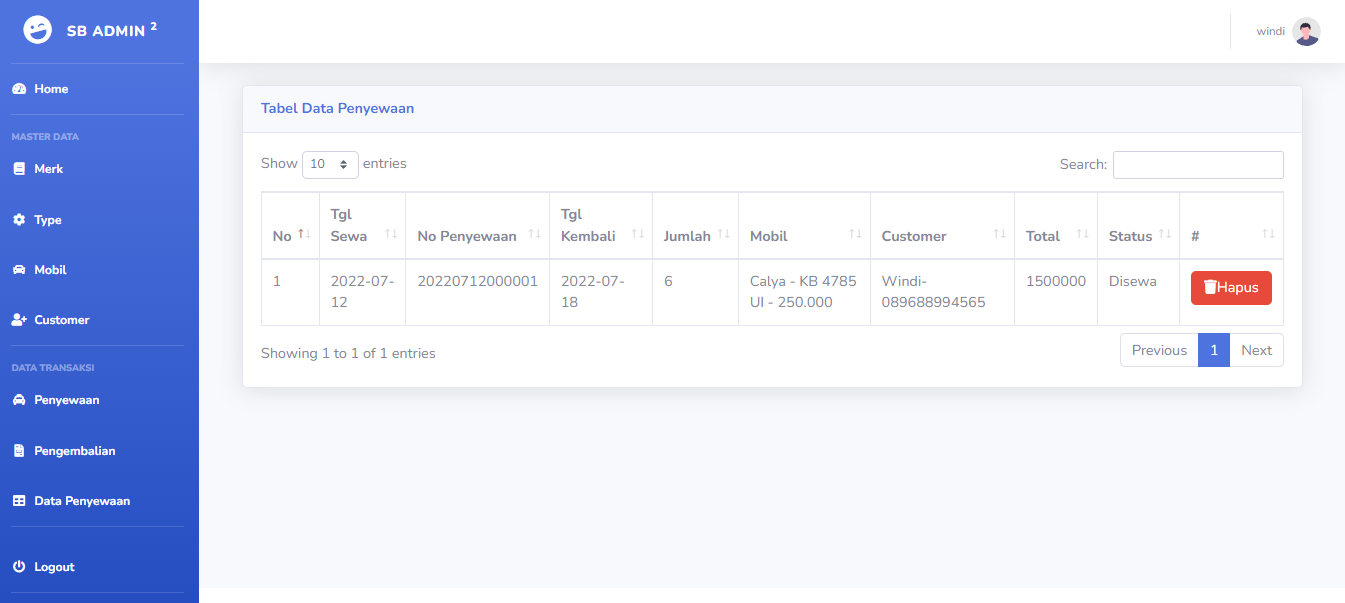 SB ADMIN 2
windi
Home
MASTER DATA
Merk
Type
Mobil
Customer
DATA TRANSAKSI
Penyewaan
Pengembalian
Data Penyewaan
Logout
Tabel Data Penyewaan
Show 10 entries
Search:
No
Tgl
Sewa
No Penyewaan
Tgl
Kembali
Jumlah
Mobil
Customer
Total
Status
#
1
2022-07-
12
20220712000001
2022-07-
18
6
Calya - KB 4785
UI - 250.000
Windi-
089688994565
1500000
Disewa
Hapus
Showing 1 to 1 of 1 entries
Previous 1 Next